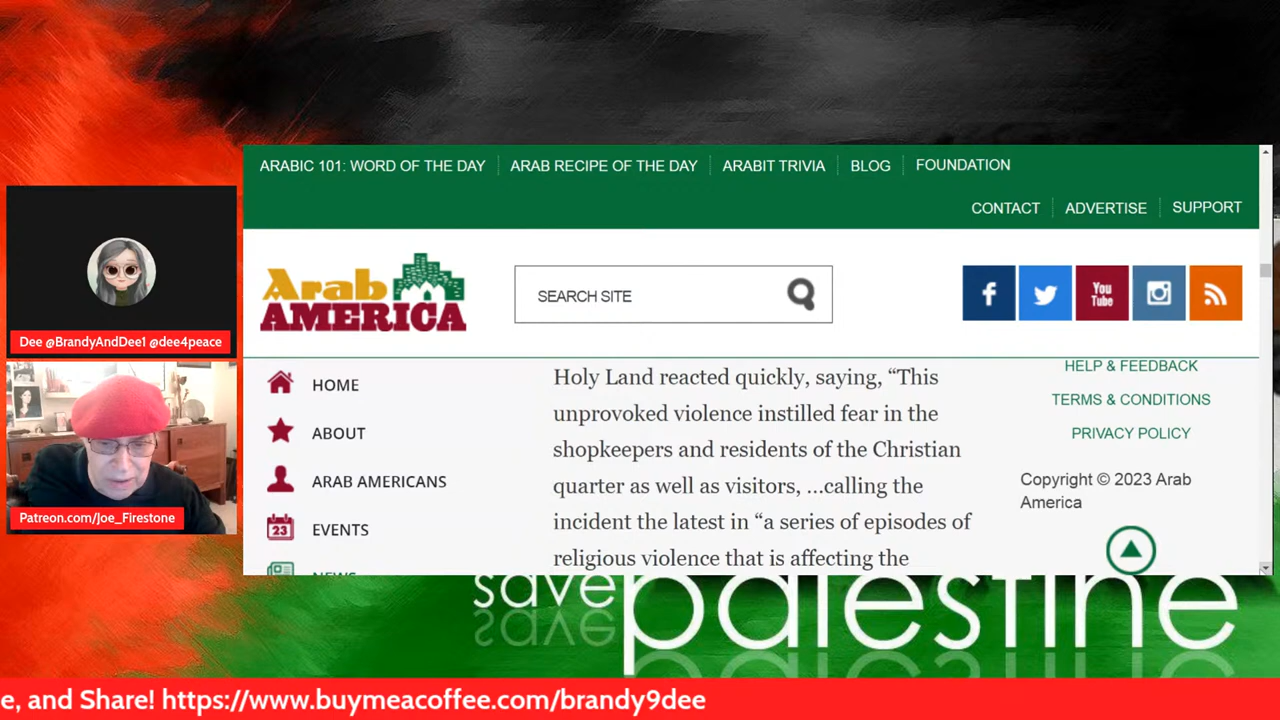 ARABIC 101: WORD OF THE DAY
ARAB RECIPE OF THE DAY
ARABIT TRIVIA
BLOG
FOUNDATION
CONTACT
ADVERTISE
SUPPORT
Arab
AMERICA
SEARCH SITE
You
Tube
HOME
ABOUT
ARAB AMERICANS
23
EVENTS
NEWS
Holy Land reacted quickly, saying, “This
unprovoked violence instilled fear in the
shopkeepers and residents of the Christian
quarter as well as visitors, …calling the
incident the latest in “a series of episodes of
religious violence that is affecting the
HELP & FEEDBACK
TERMS & CONDITIONS
PRIVACY POLICY
Copyright © 2023 Arab
America
Dee @BrandyAndDee1 @dee4peace
Patreon.com/Joe_Firestone
save palestine
e, and Share! https://www.buymeacoffee.com/brandy9dee